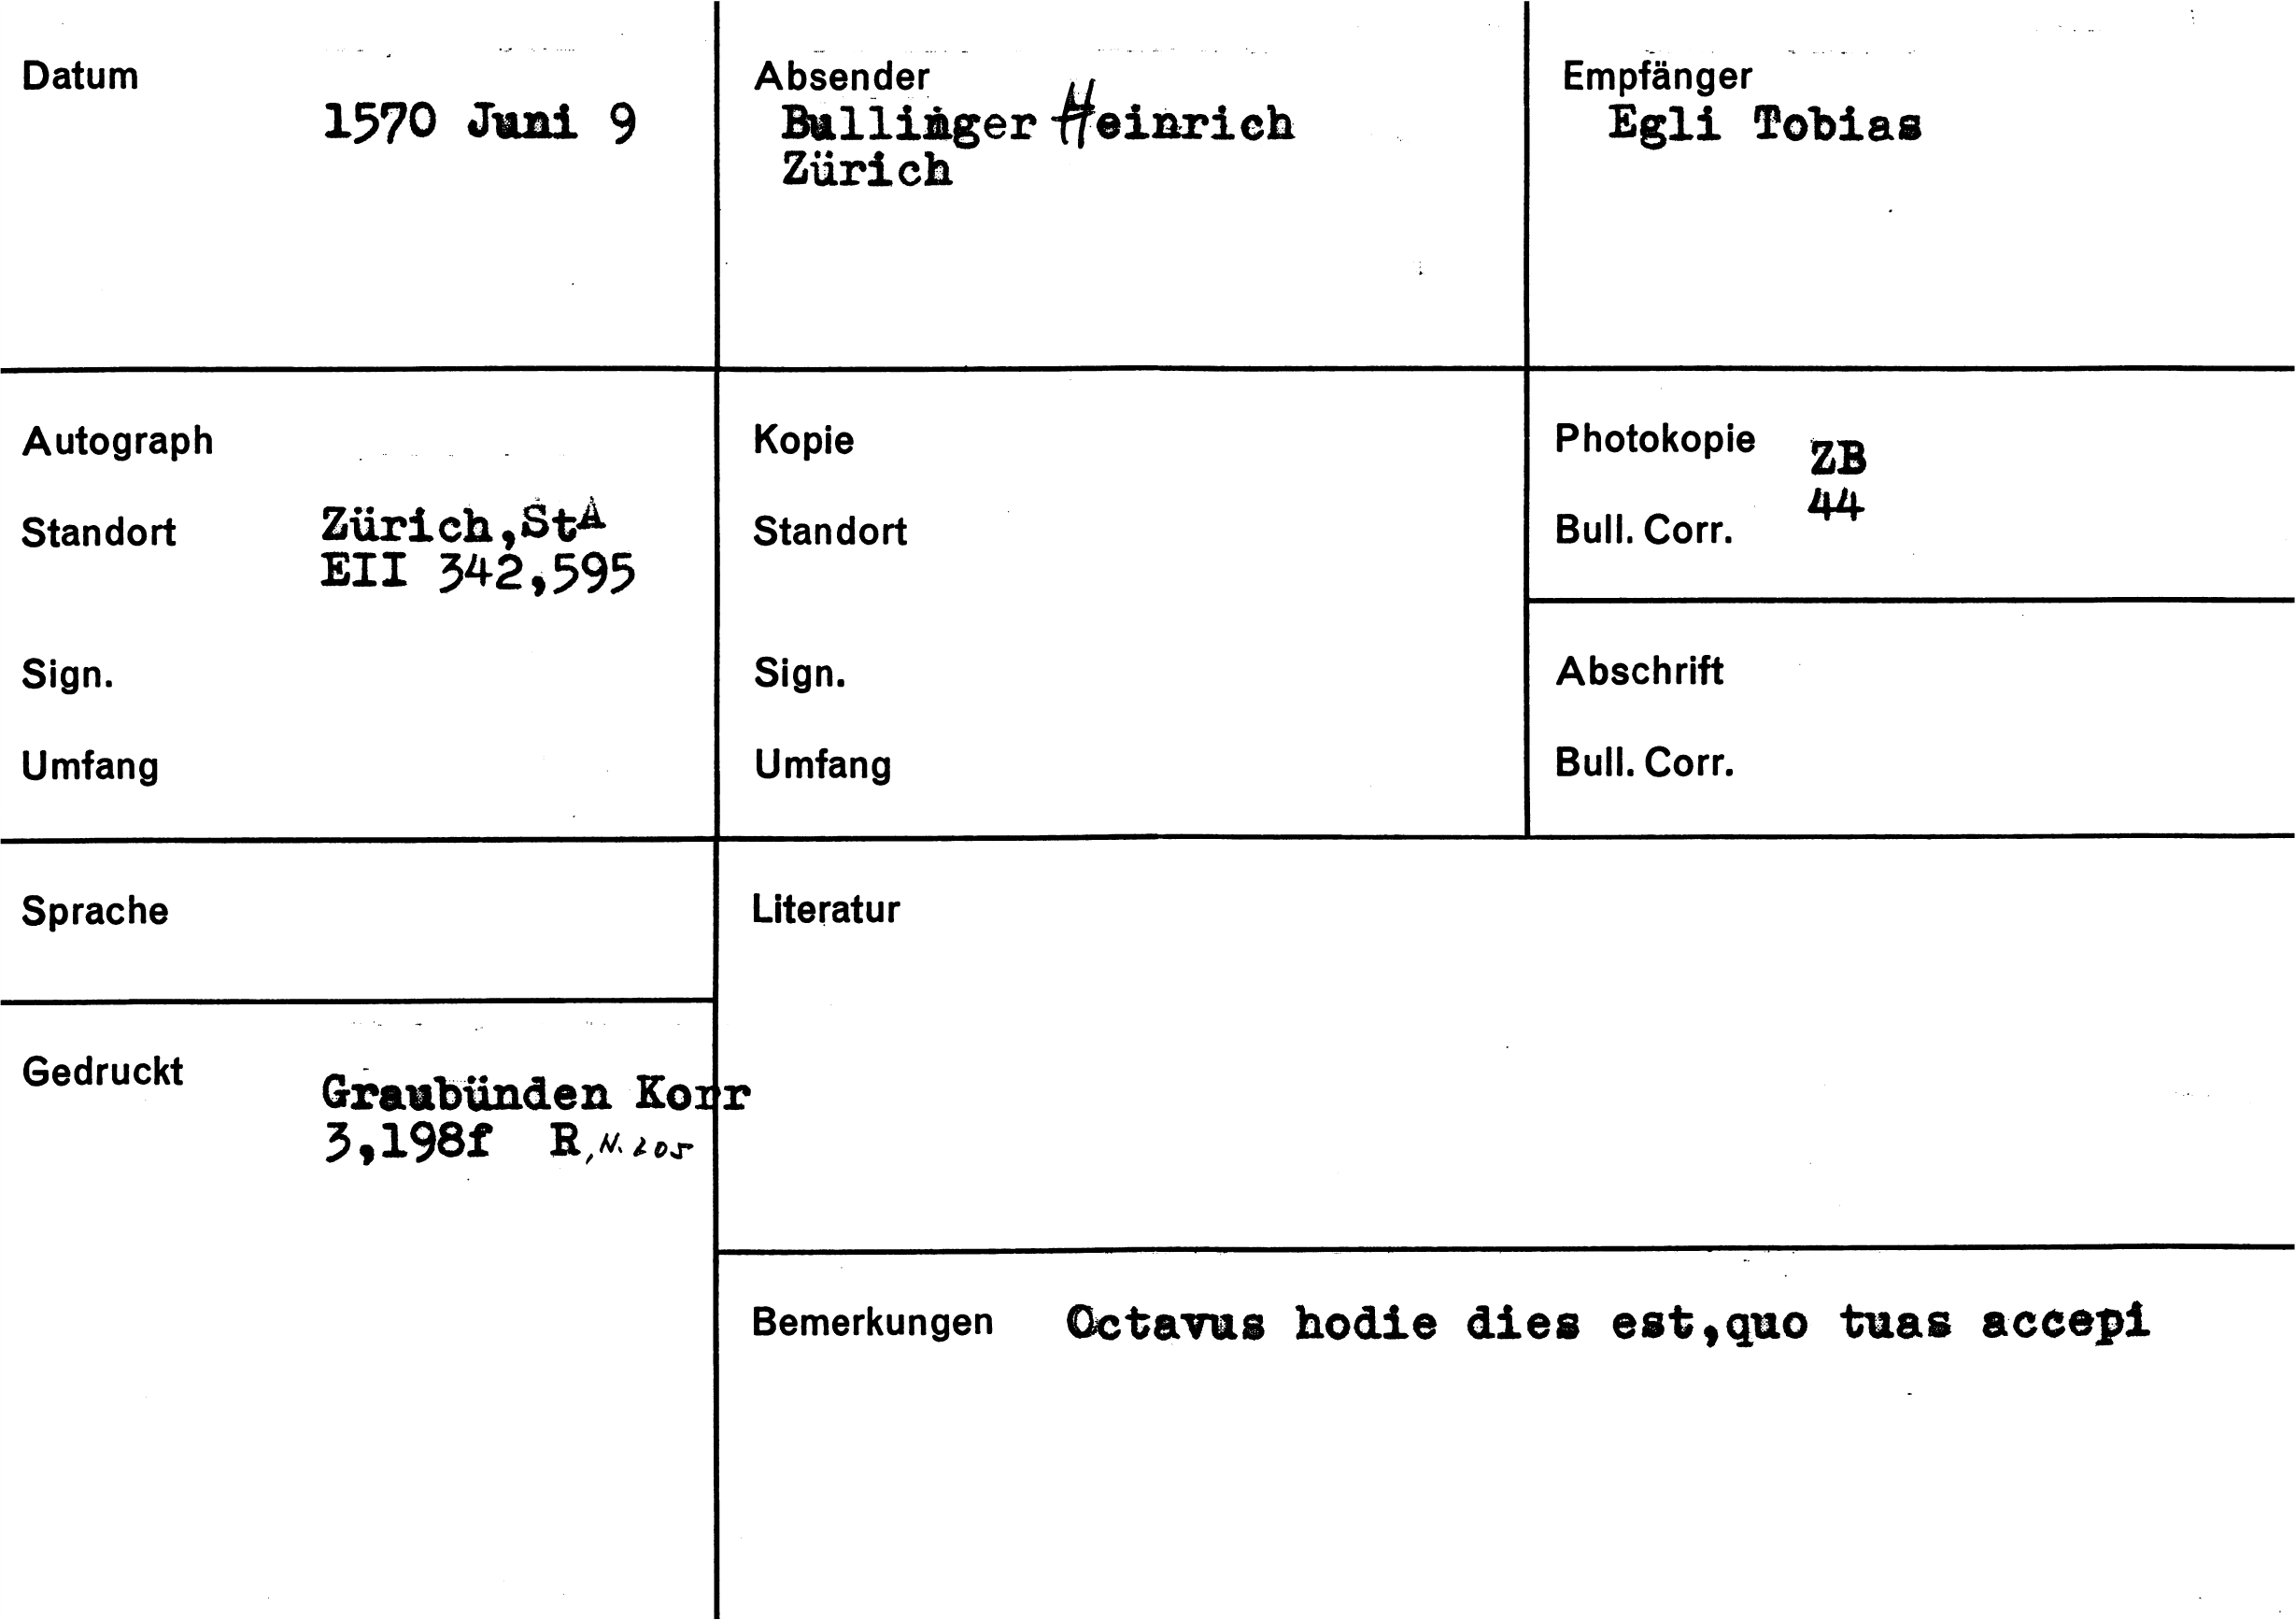 Datum
1570 Juni 9
Absender
Bullinger Heinrich
Zürich
Empfänger
Egli Tobias
Autograph
Standort
Zürich,StA
EII 342,595
Sign.
Umfang
Kopie
Standort
Sign.
Umfang
Photokopie ZB
Bull. Corr. 44
Abschrift
Bull. Corr.
Sprache
Gedruckt
Graubünden Korr
3,198f R, N. 205
Literatur
Bemerkungen Octavus hodie dies est,quo tuas accepi